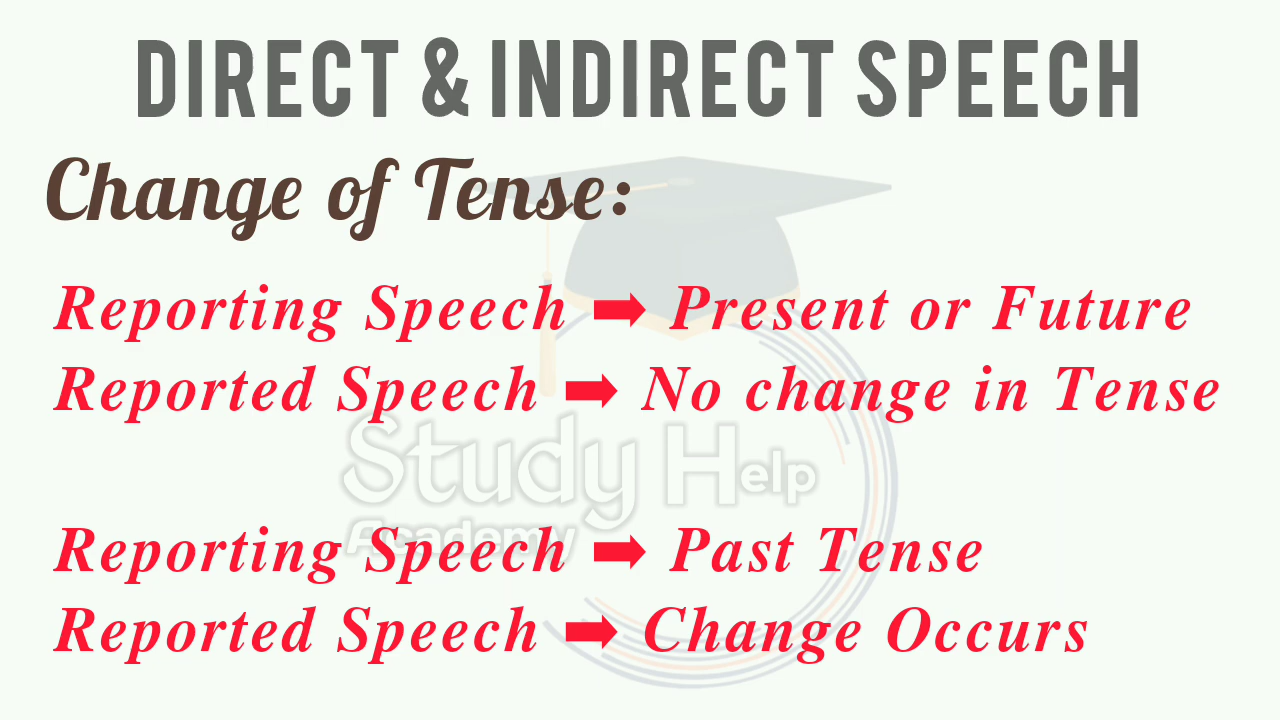 DIRECT & INDIRECT SPEECH
Change of Tense:
Reporting Speech ➡ Present or Future
Reported Speech ➡ No change in Tense
Study Help
Academy
Reporting Speech ➡ Past Tense
Reported Speech ➡ Change Occurs